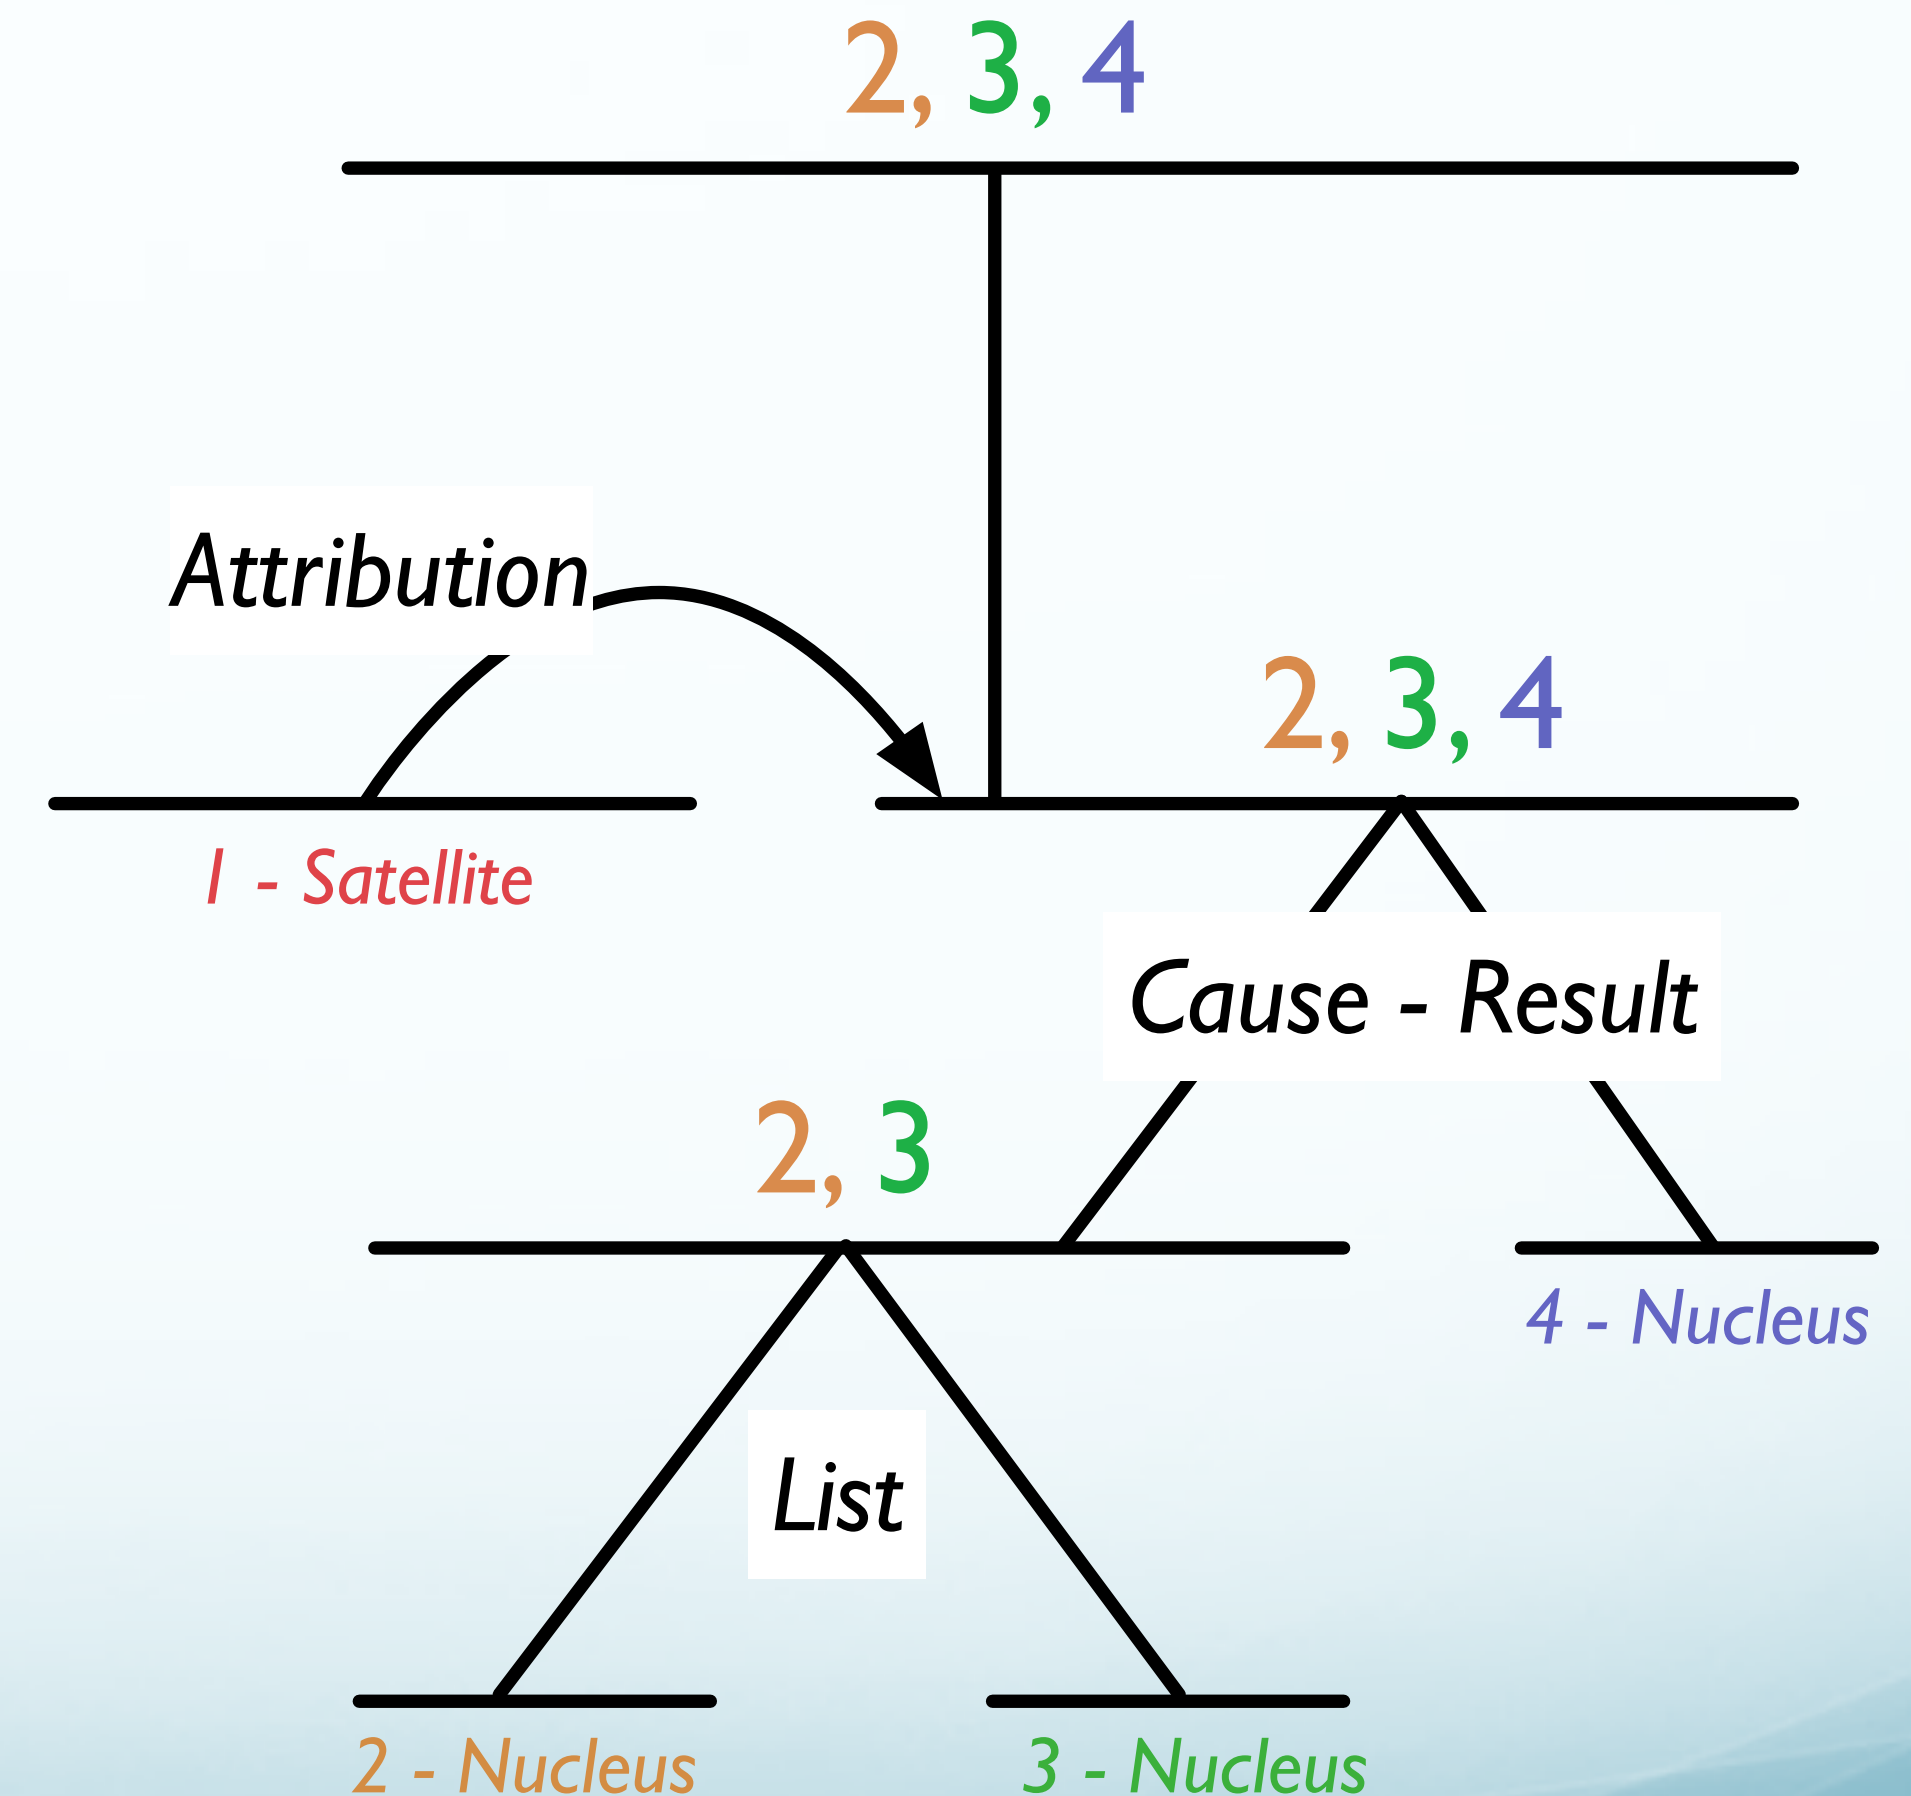 2, 3, 4
Attribution
2, 3, 4
1 - Satellite
Cause - Result
2, 3
4 - Nucleus
List
2 - Nucleus
3 - Nucleus